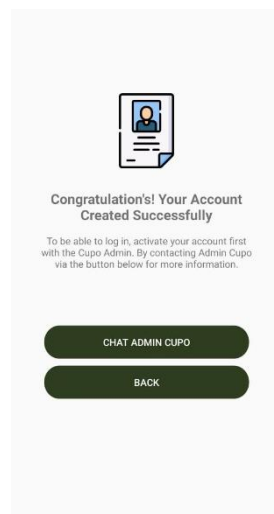 Congratulation's! Your Account
Created Successfully
To be able to log in, activate your account first
with the Cupo Admin. By contacting Admin Cupo
via the button below for more information.
CHAT ADMIN CUPO
BACK